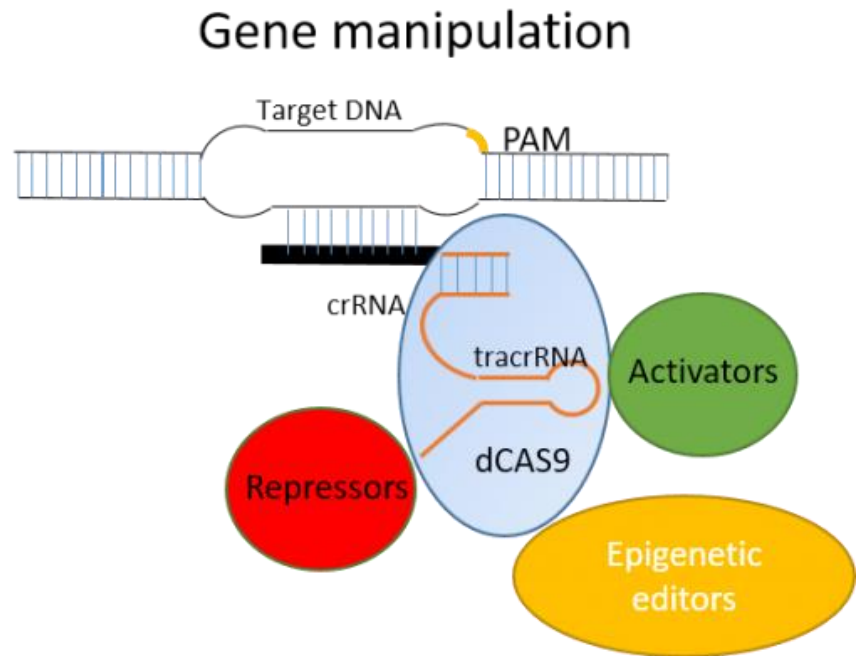 Gene manipulation
Target DNA
PAM
crRNA
tracrRNA
Activators
dCAS9
Repressors
Epigenetic
editors